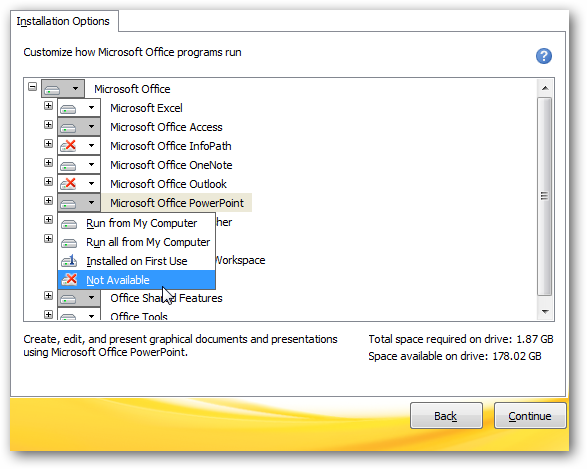 Installation Options
Customize how Microsoft Office programs run
?
Microsoft Office
Microsoft Excel
Microsoft Office Access
Microsoft Office InfoPath
Microsoft Office OneNote
Microsoft Office Outlook
Microsoft Office PowerPoint
Run from My Computer
Run all from My Computer
Installed on First Use
Workspace
Not Available
Office Shared Features
Office Tools
Create, edit, and present graphical documents and presentations
using Microsoft Office PowerPoint.
Total space required on drive: 1.87 GB
Space available on drive: 178.02 GB
Back
Continue